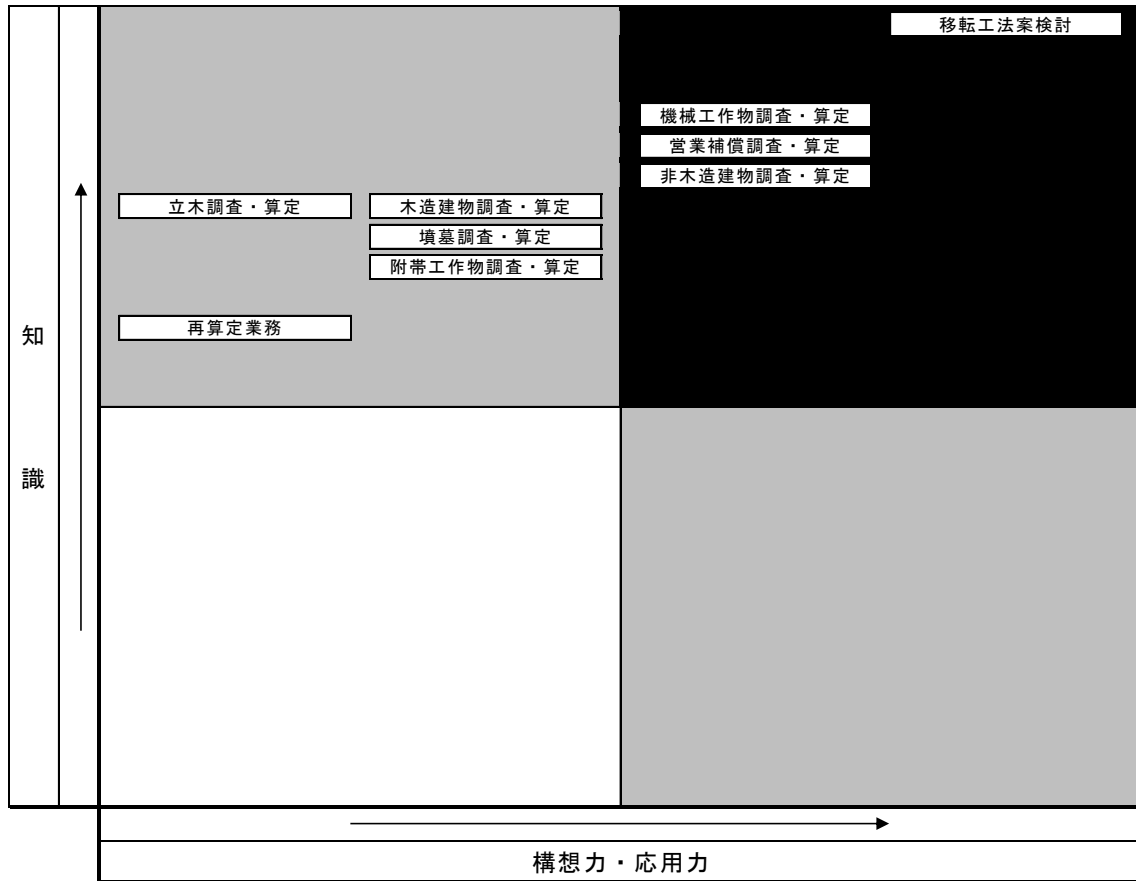 移転工法案検討
機械工作物調査・算定
営業補償調査・算定
非木造建物調査・算定
立木調査・算定
木造建物調査・算定
墳墓調査・算定
附帯工作物調査・算定
再算定業務
知識
構想力・応用力